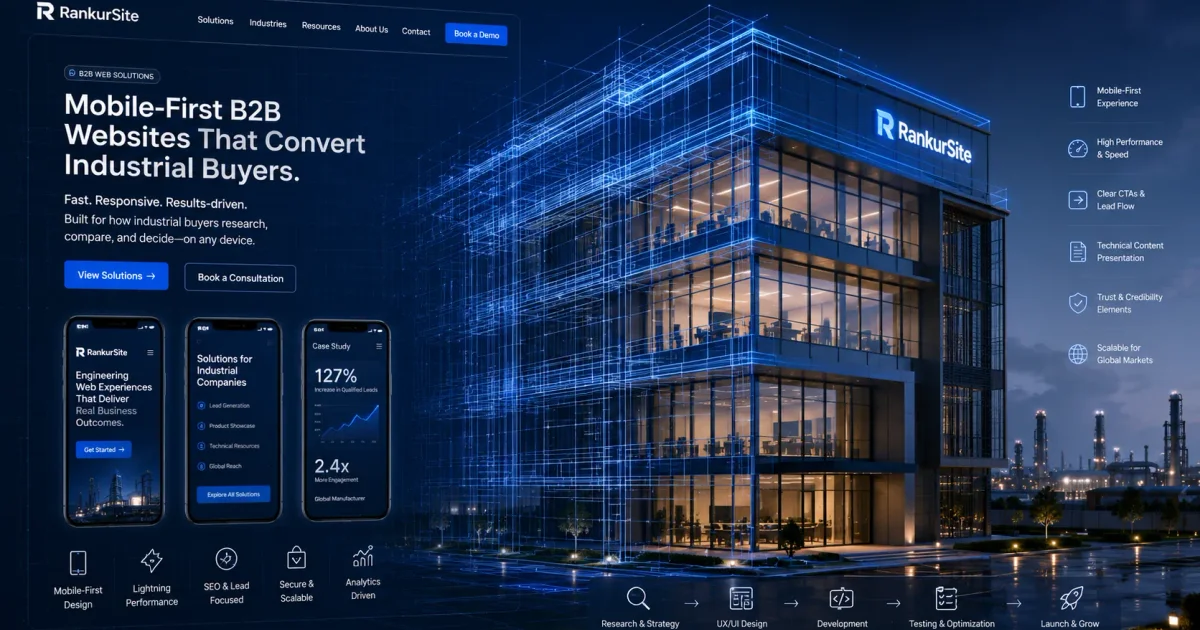 RankurSite
Solutions
Industries
Resources
About Us
Contact
Book a Demo
B2B WEB SOLUTIONS
Mobile-First B2B
Websites That Convert
Industrial Buyers.
Fast. Responsive. Results-driven.
Built for how industrial buyers research,
compare, and decide—on any device.
View Solutions →
Book a Consultation
RankurSite
Engineering
Web Experiences
That Deliver
Real Business
Outcomes.
Get Started →
Solutions for
Industrial
Companies
Lead Generation
Product Showcase
Technical Resources
Global Reach
Explore All Solutions
Case Study
127%
Increase in Qualified Leads
2.4x
More Engagement
Global Manufacturer
Mobile-First
Design
Lightning
Performance
SEO & Lead
Focused
Secure &
Scalable
Analytics
Driven
RankurSite
Mobile-First
Experience
High Performance
& Speed
Clear CTAs &
Lead Flow
Technical Content
Presentation
Trust & Credibility
Elements
Scalable for
Global Markets
Research & Strategy
UX/UI Design
Development
Testing & Optimization
Launch & Grow